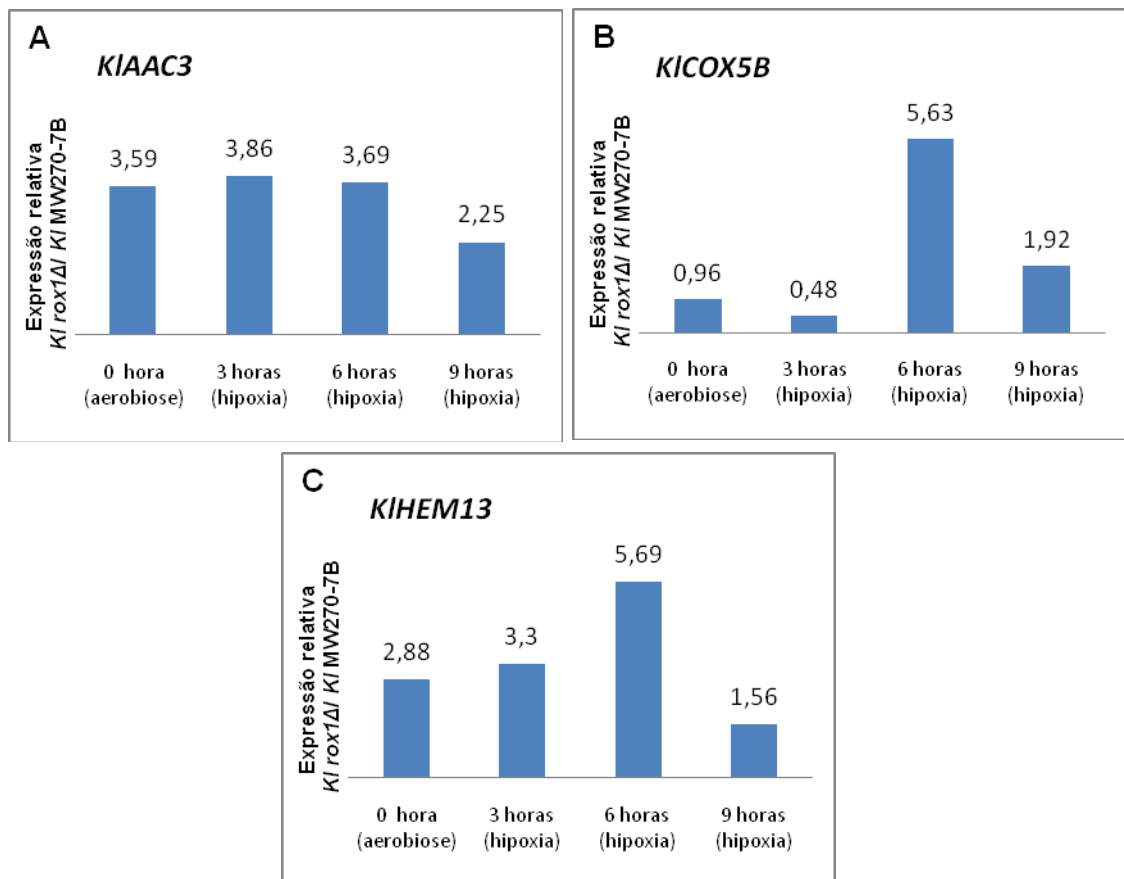 A
KlAAC3
Expressão relativa
Kl rox1Δ/ Kl MW270-7B
3,59
3,86
3,69
2,25
0 hora
(aerobiose)
3 horas
(hipoxia)
6 horas
(hipoxia)
9 horas
(hipoxia)
B
KlCOX5B
Expressão relativa
Kl rox1Δ/ Kl MW270-7B
0,96
0,48
5,63
1,92
0 hora
(aerobiose)
3 horas
(hipoxia)
6 horas
(hipoxia)
9 horas
(hipoxia)
C
KlHEM13
Expressão relativa
Kl rox1Δ/ Kl MW270-7B
2,88
3,3
5,69
1,56
0 hora
(aerobiose)
3 horas
(hipoxia)
6 horas
(hipoxia)
9 horas
(hipoxia)